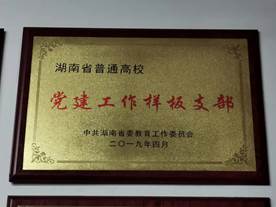 湖南省普通高校
党建工作样板支部
中共湖南省委教育工作委员会
二〇一九年四月